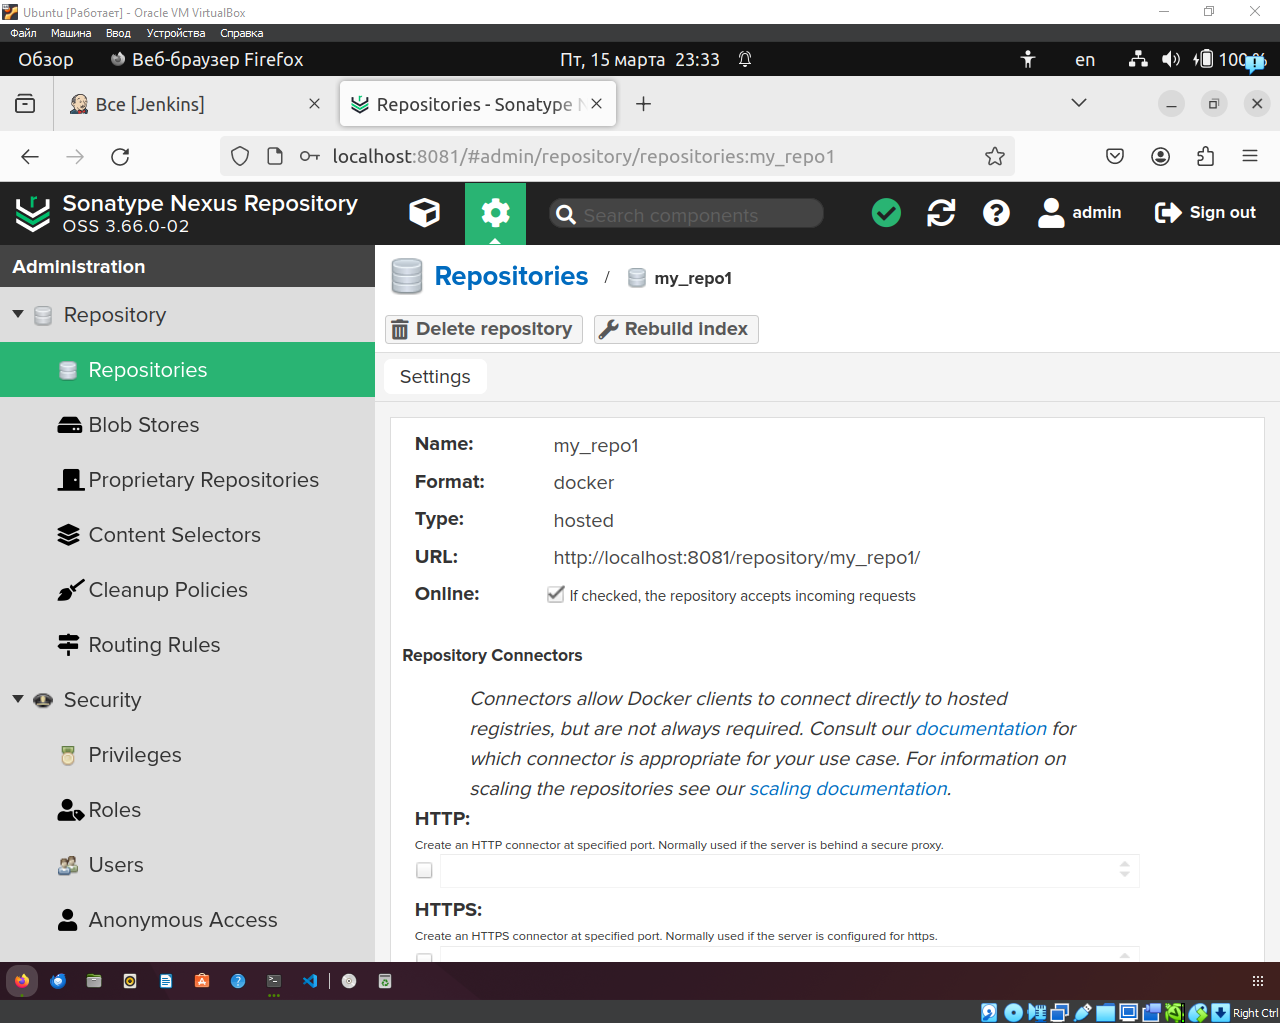 Ubuntu [Работает] - Oracle VM VirtualBox
Файл Машина Ввод Устройства Справка
Обзор Веб-браузер Firefox Пт, 15 марта 23:33 en 100 %
Все [Jenkins] Repositories - Sonatype N
localhost:8081/#admin/repository/repositories:my_repo1
Sonatype Nexus Repository
OSS 3.66.0-02
Search components
admin Sign out
Administration
Repository
Repositories
Blob Stores
Proprietary Repositories
Content Selectors
Cleanup Policies
Routing Rules
Security
Privileges
Roles
Users
Anonymous Access
Repositories / my_repo1
Delete repository Rebuild index
Settings
Name: my_repo1
Format: docker
Type: hosted
URL: http://localhost:8081/repository/my_repo1/
Online: If checked, the repository accepts incoming requests
Repository Connectors
Connectors allow Docker clients to connect directly to hosted
registries, but are not always required. Consult our documentation for
which connector is appropriate for your use case. For information on
scaling the repositories see our scaling documentation.
HTTP:
Create an HTTP connector at specified port. Normally used if the server is behind a secure proxy.
HTTPS:
Create an HTTPS connector at specified port. Normally used if the server is configured for https.
Right Ctrl